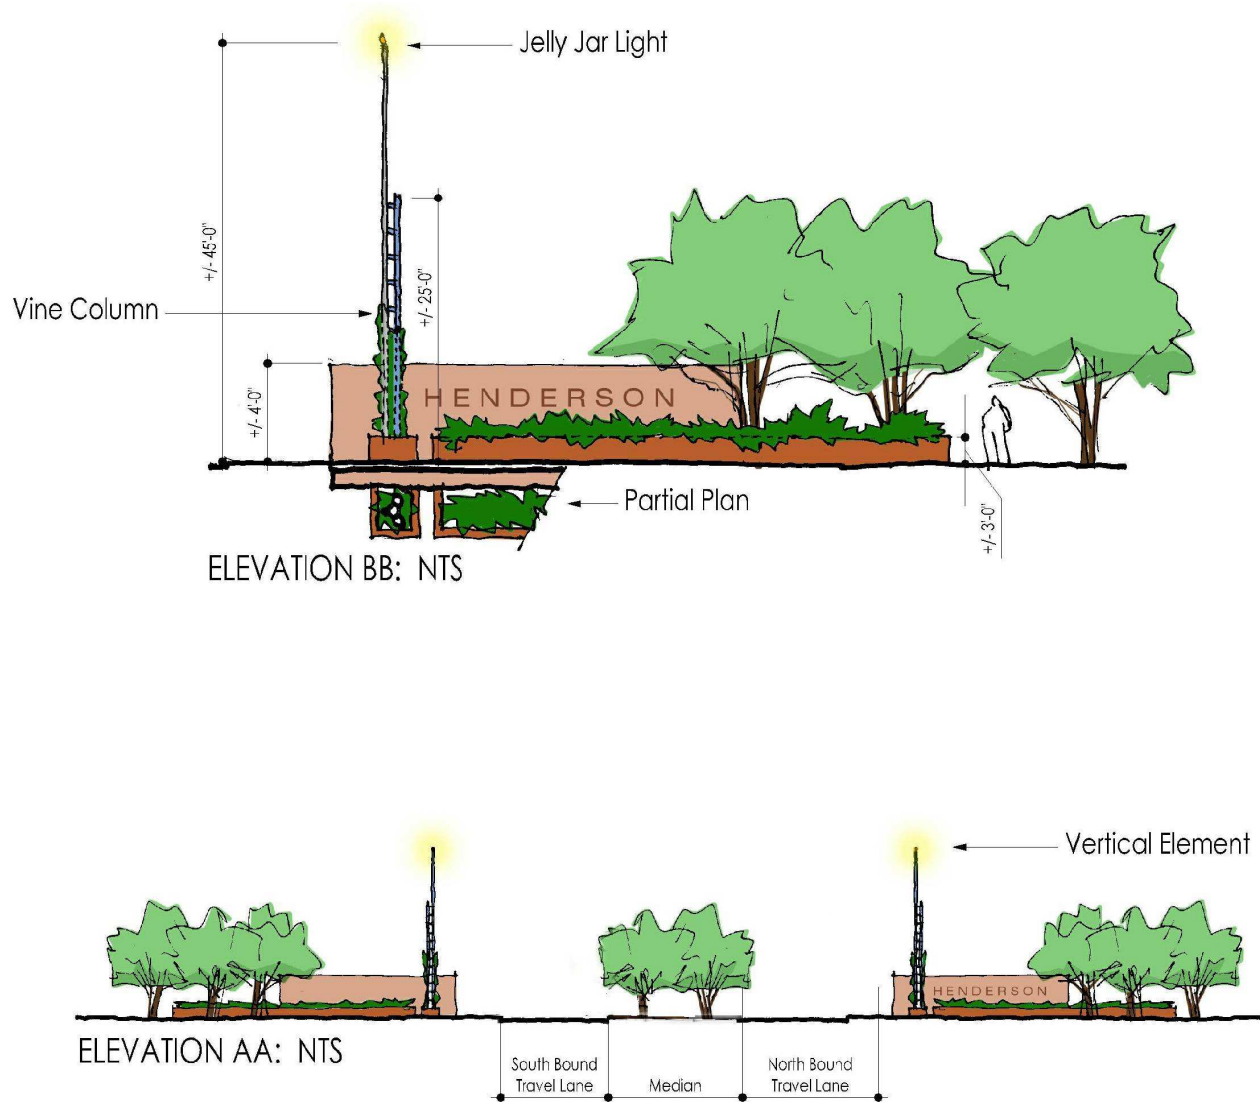 Jelly Jar Light
+/- 45'-0"
+/- 25'-0"
Vine Column
+/- 4'-0"
HENDERSON
Partial Plan
+/- 3'-0"
ELEVATION BB: NTS
Vertical Element
HENDERSON
ELEVATION AA: NTS
South Bound
Travel Lane
Median
North Bound
Travel Lane